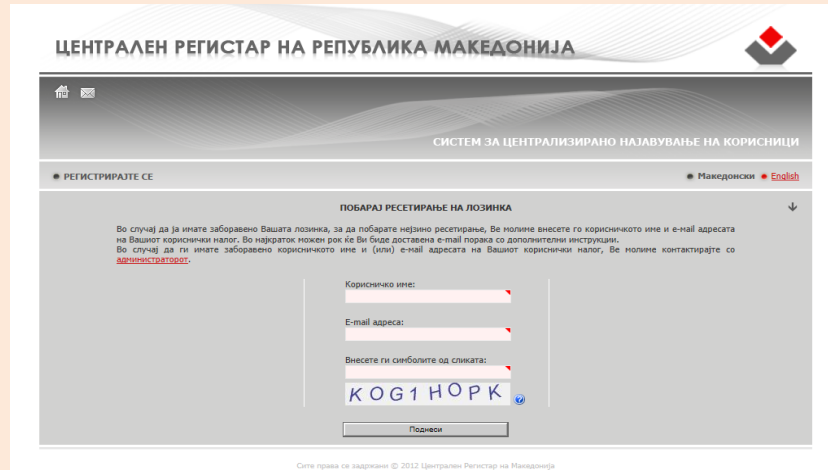 ЦЕНТРАЛЕН РЕГИСТАР НА РЕПУБЛИКА МАКЕДОНИЈА
СИСТЕМ ЗА ЦЕНТРАЛИЗИРАНО НАЈАВУВАЊЕ НА КОРИСНИЦИ
РЕГИСТРИРАЈТЕ СЕ
Македонски English
ПОБАРАЈ РЕСЕТИРАЊЕ НА ЛОЗИНКА
Во случај да ја имате заборавено Вашата лозинка, за да побарате нејзино ресетирање, Ве молиме внесете го корисничкото име и е-маil адресата
на Вашиот кориснички налог. Во најкраток можен рок ќе Ви биде доставена e-mail порака со дополнителни инструкции.
Во случај да ги имате заборавено корисничкото име и (или) е-маil адресата на Вашиот кориснички налог, Ве молиме контактирајте со
администраторот.
Корисничко име:
E-mail адреса:
Внесете ги симболите од сликата:
KOG1HOPK
Поднеси
Сите права се задржани © 2012 Централен Регистар на Македонија